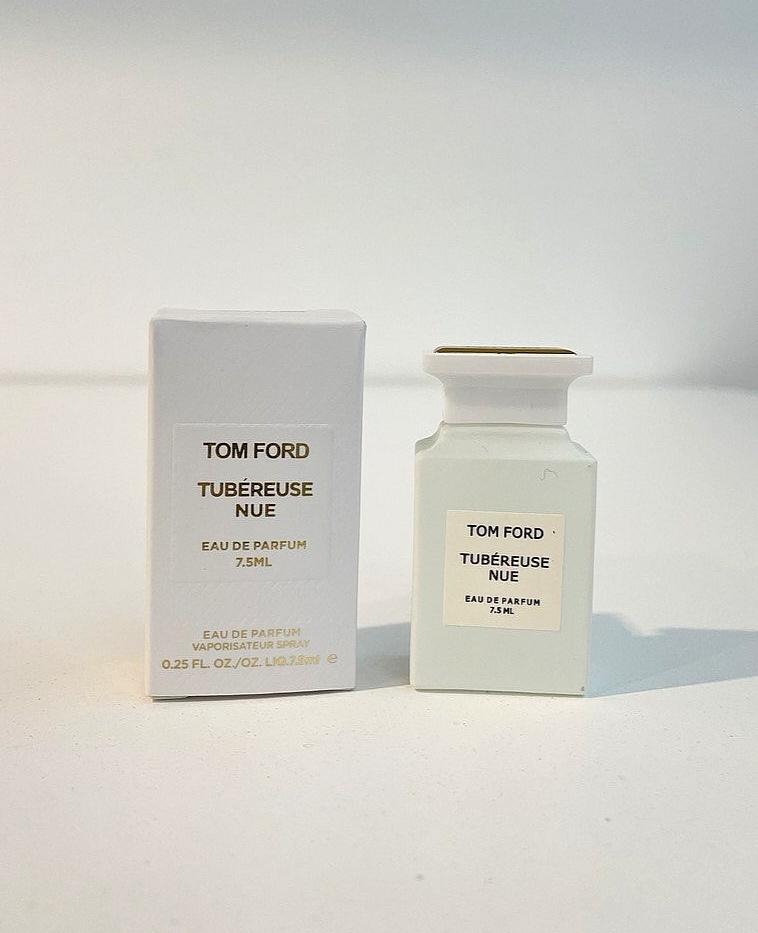 TOM FORD
TUBÉREUSE
NUE
EAU DE PARFUM
7.5ML
EAU DE PARFUM
VAPORISATEUR SPRAY
0.25 FL. OZ./OZ. LIQ.7.5ml e
TOM FORD
TUBÉREUSE
NUE
EAU DE PARFUM
7.5 ML